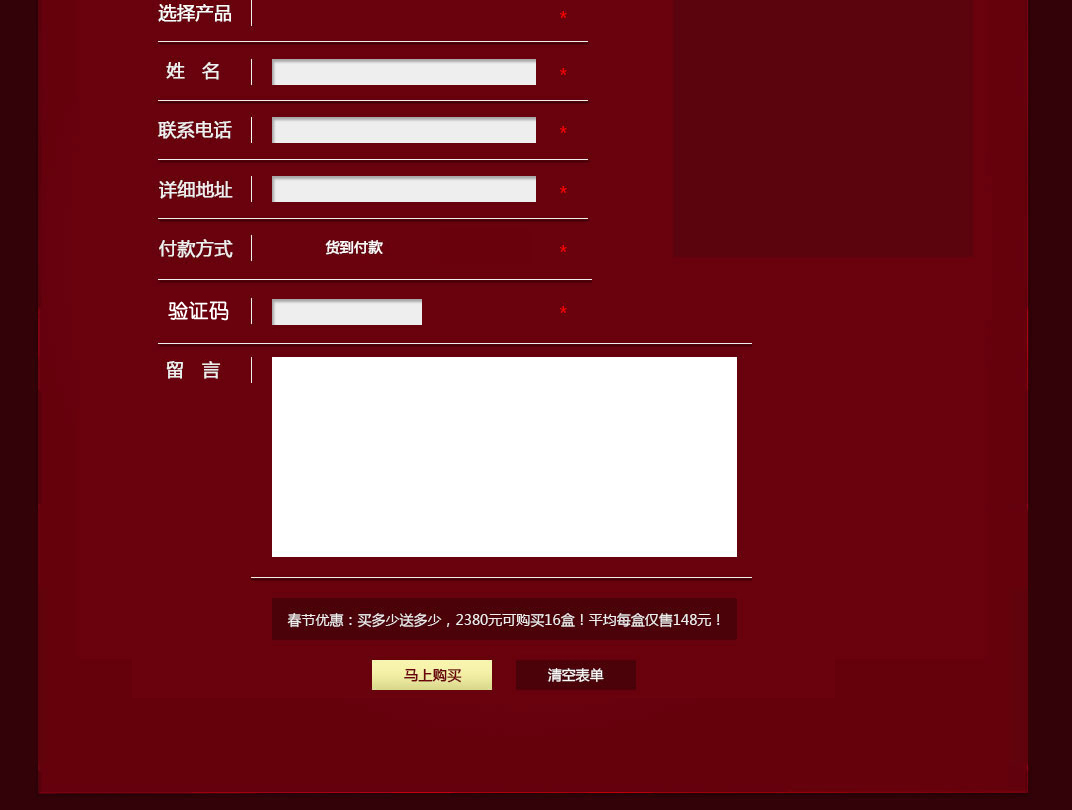 选择产品 *
姓 名 *
联系电话 *
详细地址 *
付款方式 货到付款 *
验证码 *
留 言
春节优惠：买多少送多少，2380元可购买16盒！平均每盒仅售148元！
马上购买 清空表单